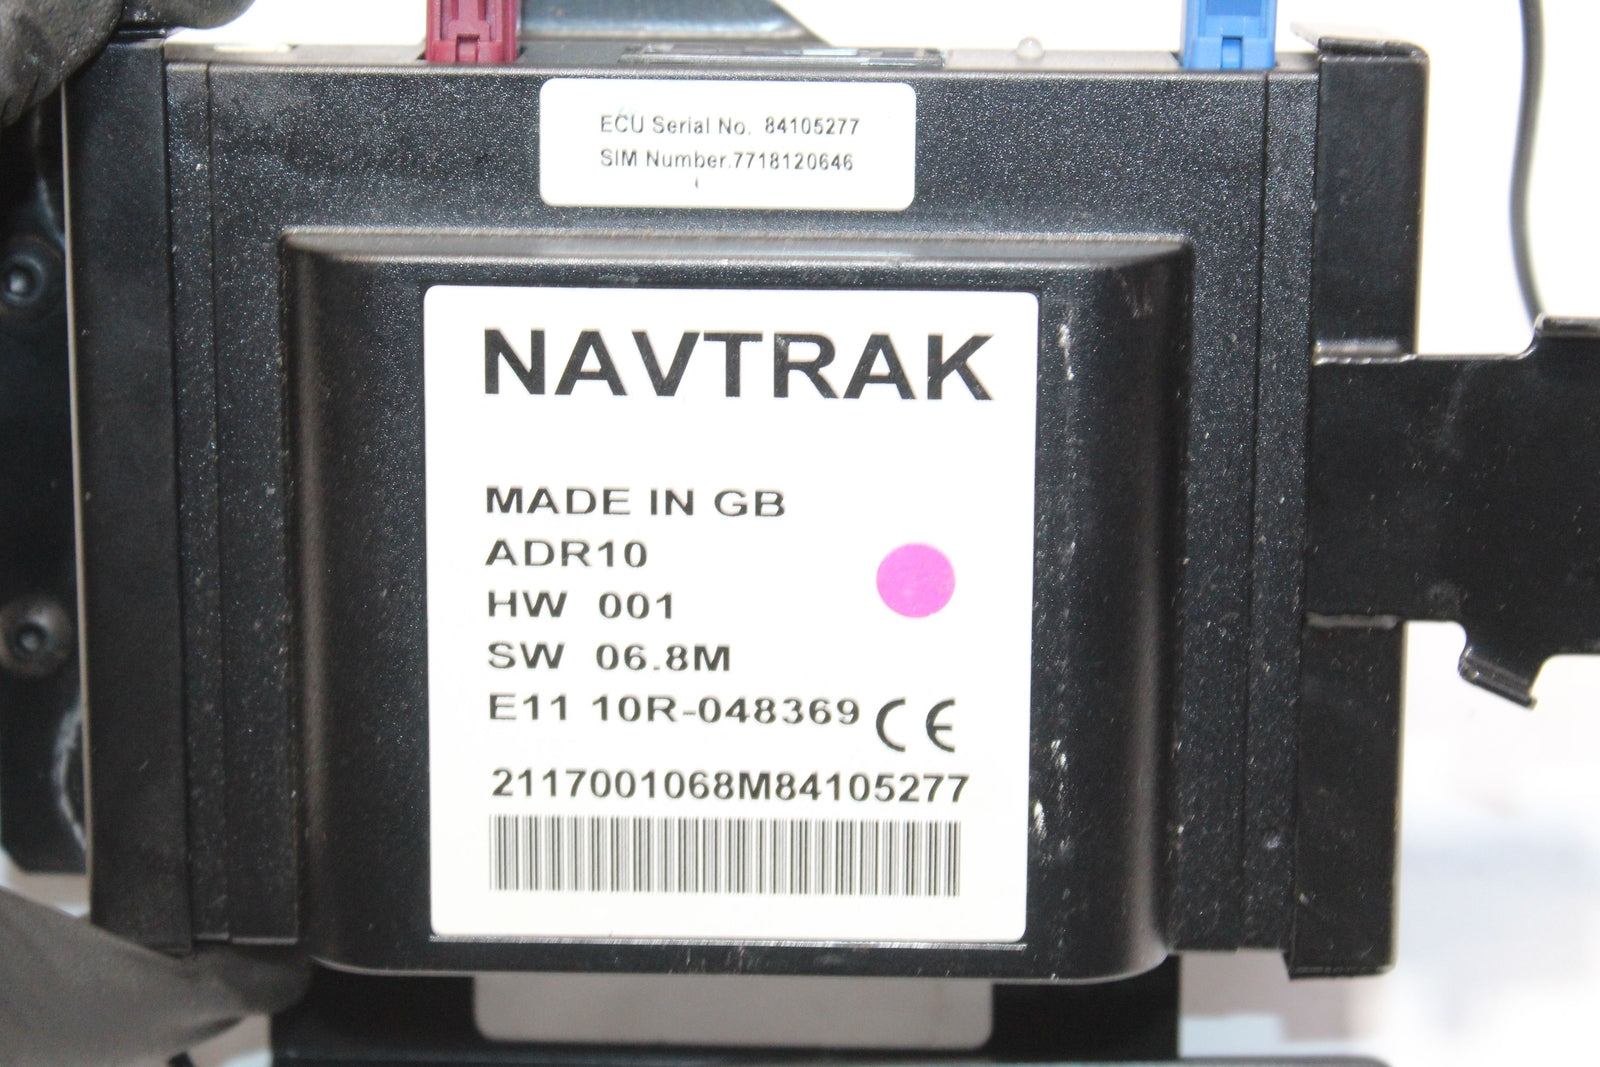 ECU Serial No. 84105277
SIM Number.7718120646
NAVTRAK
MADE IN GB
ADR10
HW 001
SW 06.8M
E11 10R-048369 CE
2117001068M84105277